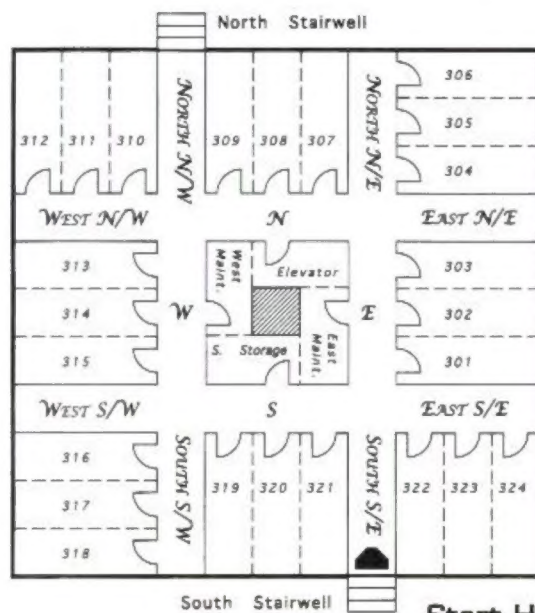 North Stairwell
NORTH N/W
NORTH N/E
306
305
304
312 311 310
309 308 307
WEST N/W
N
EAST N/E
313
314
315
West Maint.
Elevator
W
E
303
302
301
S. Storage
East Maint.
WEST S/W
S
EAST S/E
316
317
318
SOUTH S/W
319 320 321
SOUTH S/E
322 323 324
South Stairwell
Start H